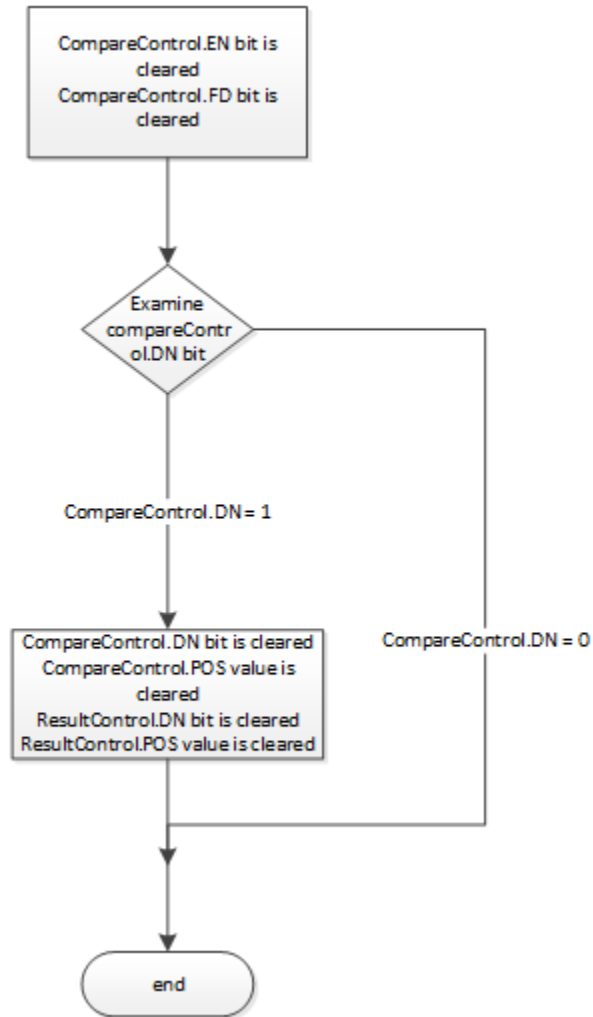 CompareControl.EN bit is
cleared
CompareControl.FD bit is
cleared
Examine
compareContr
ol.DN bit
CompareControl.DN = 1
CompareControl.DN bit is cleared
CompareControl.POS value is
cleared
ResultControl.DN bit is cleared
ResultControl.POS value is cleared
CompareControl.DN = 0
end